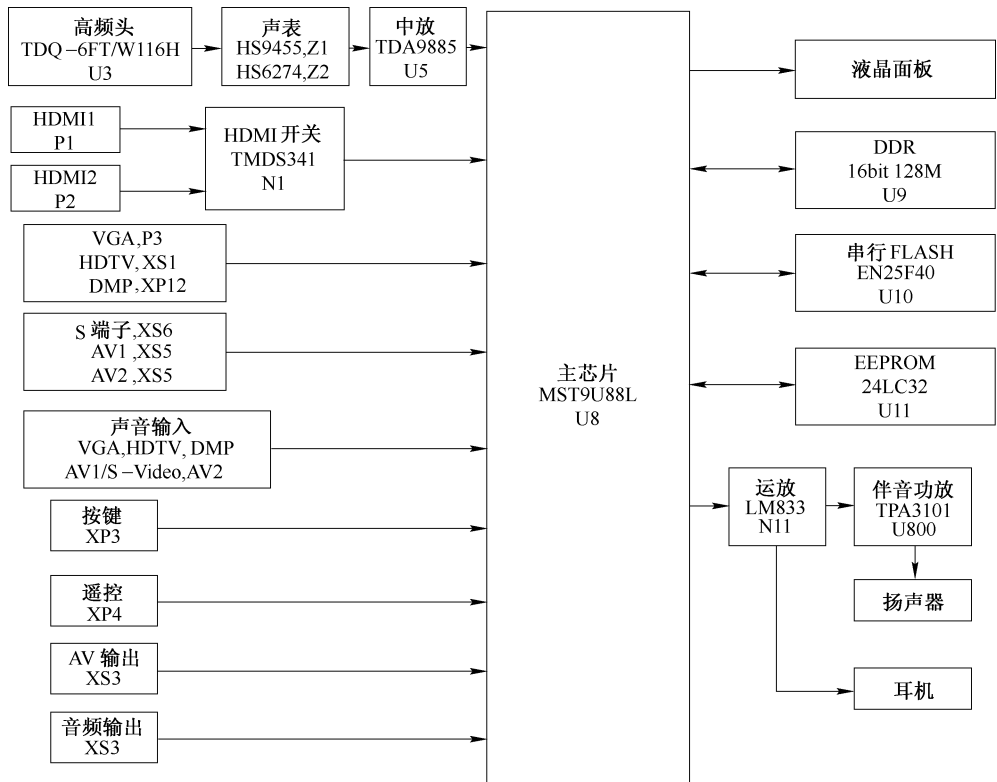 高频头
TDQ-6FT/W116H
U3
声表
HS9455,Z1
HS6274,Z2
中放
TDA9885
U5
HDMI1
P1
HDMI2
P2
HDMI开关
TMDS341
N1
VGA,P3
HDTV,XS1
DMP,XP12
S端子,XS6
AV1,XS5
AV2,XS5
声音输入
VGA,HDTV,DMP
AV1/S-Video,AV2
按键
XP3
遥控
XP4
AV输出
XS3
音频输出
XS3
主芯片
MST9U88L
U8
液晶面板
DDR
16bit 128M
U9
串行FLASH
EN25F40
U10
EEPROM
24LC32
U11
运放
LM833
N11
伴音功放
TPA3101
U800
扬声器
耳机